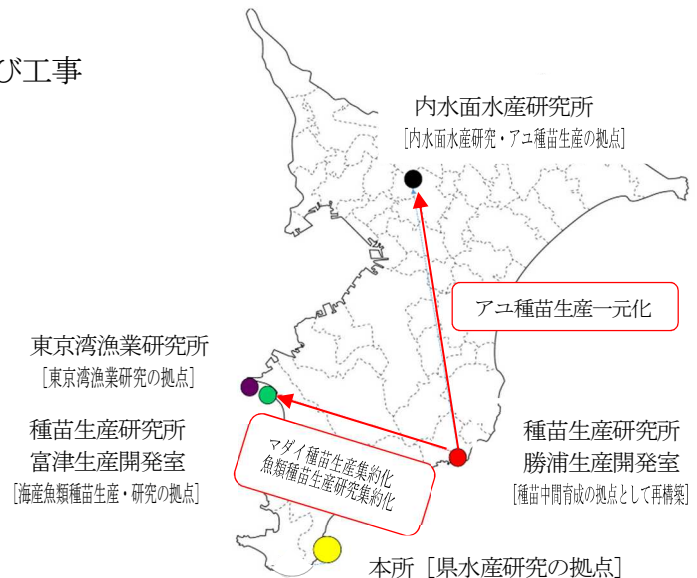 び工事
内水面水産研究所
[内水面水産研究・アユ種苗生産の拠点]
アユ種苗生産一元化
東京湾漁業研究所
[東京湾漁業研究の拠点]
種苗生産研究所
富津生産開発室
[海産魚類種苗生産・研究の拠点]
マダイ種苗生産集約化
魚類種苗生産研究集約化
種苗生産研究所
勝浦生産開発室
[種苗中間育成の拠点として再構築]
本所［県水産研究の拠点］